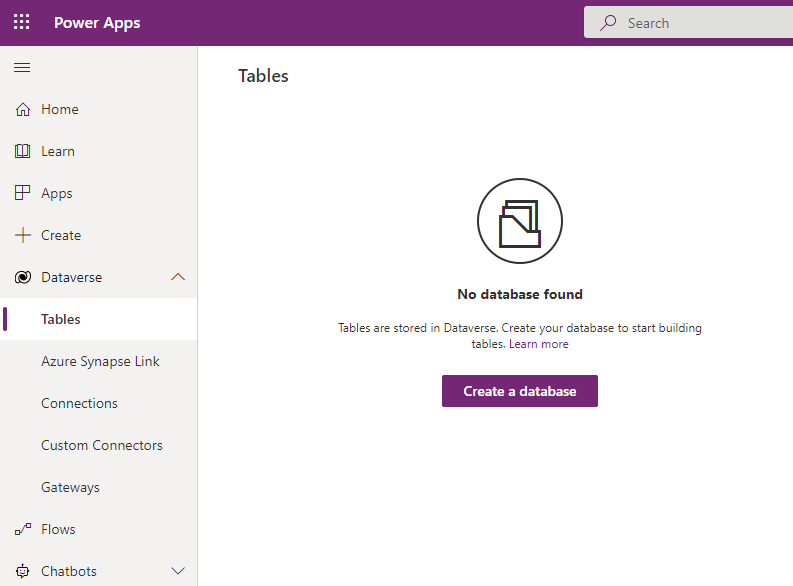 Power Apps
Search
Home
Learn
Apps
Create
Dataverse
Tables
Azure Synapse Link
Connections
Custom Connectors
Gateways
Flows
Chatbots
Tables
No database found
Tables are stored in Dataverse. Create your database to start building
tables. Learn more
Create a database